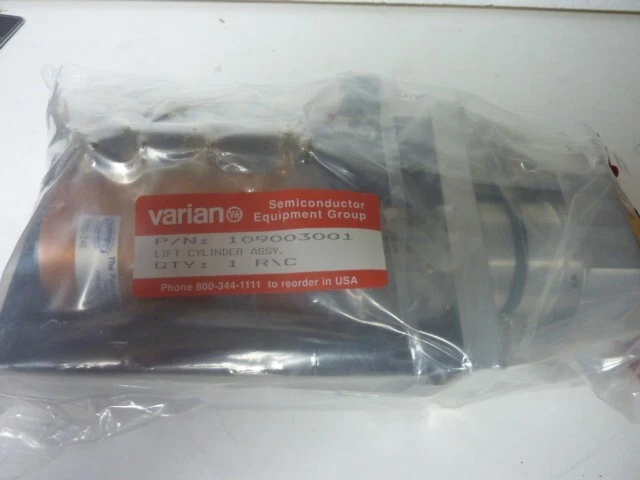 varian
Semiconductor
Equipment Group
P/N: 109003001
LIFT CYLINDER ASSY.
QTY: 1 R\C
Phone 800-344-1111 to reorder in USA